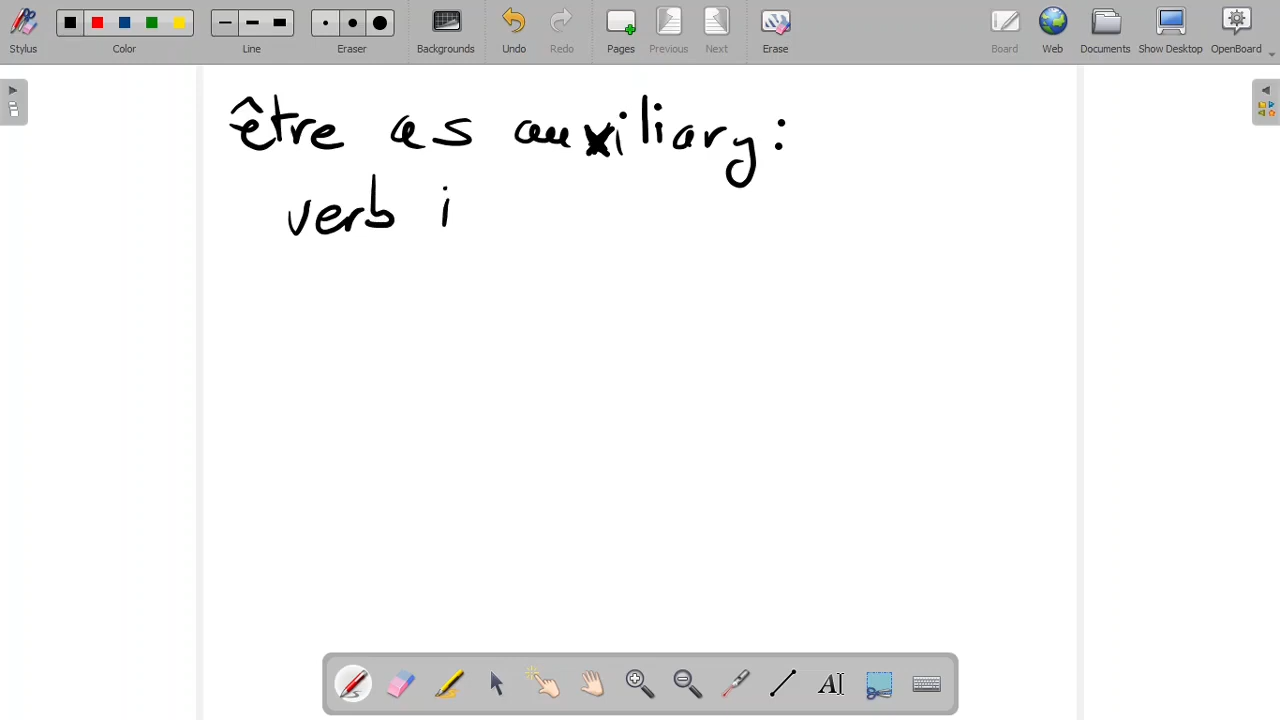 Stylus
Color
Line
Eraser
Backgrounds
Undo
Redo
Pages
Previous
Next
Erase
Board
Web
Documents
Show Desktop
OpenBoard
être as auxiliary:
verb i
AI